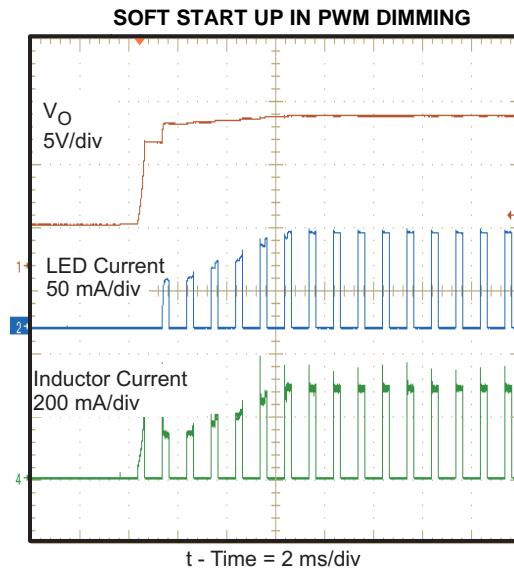 SOFT START UP IN PWM DIMMING
VO
5V/div
1
LED Current
50 mA/div
2
Inductor Current
200 mA/div
4
t - Time = 2 ms/div